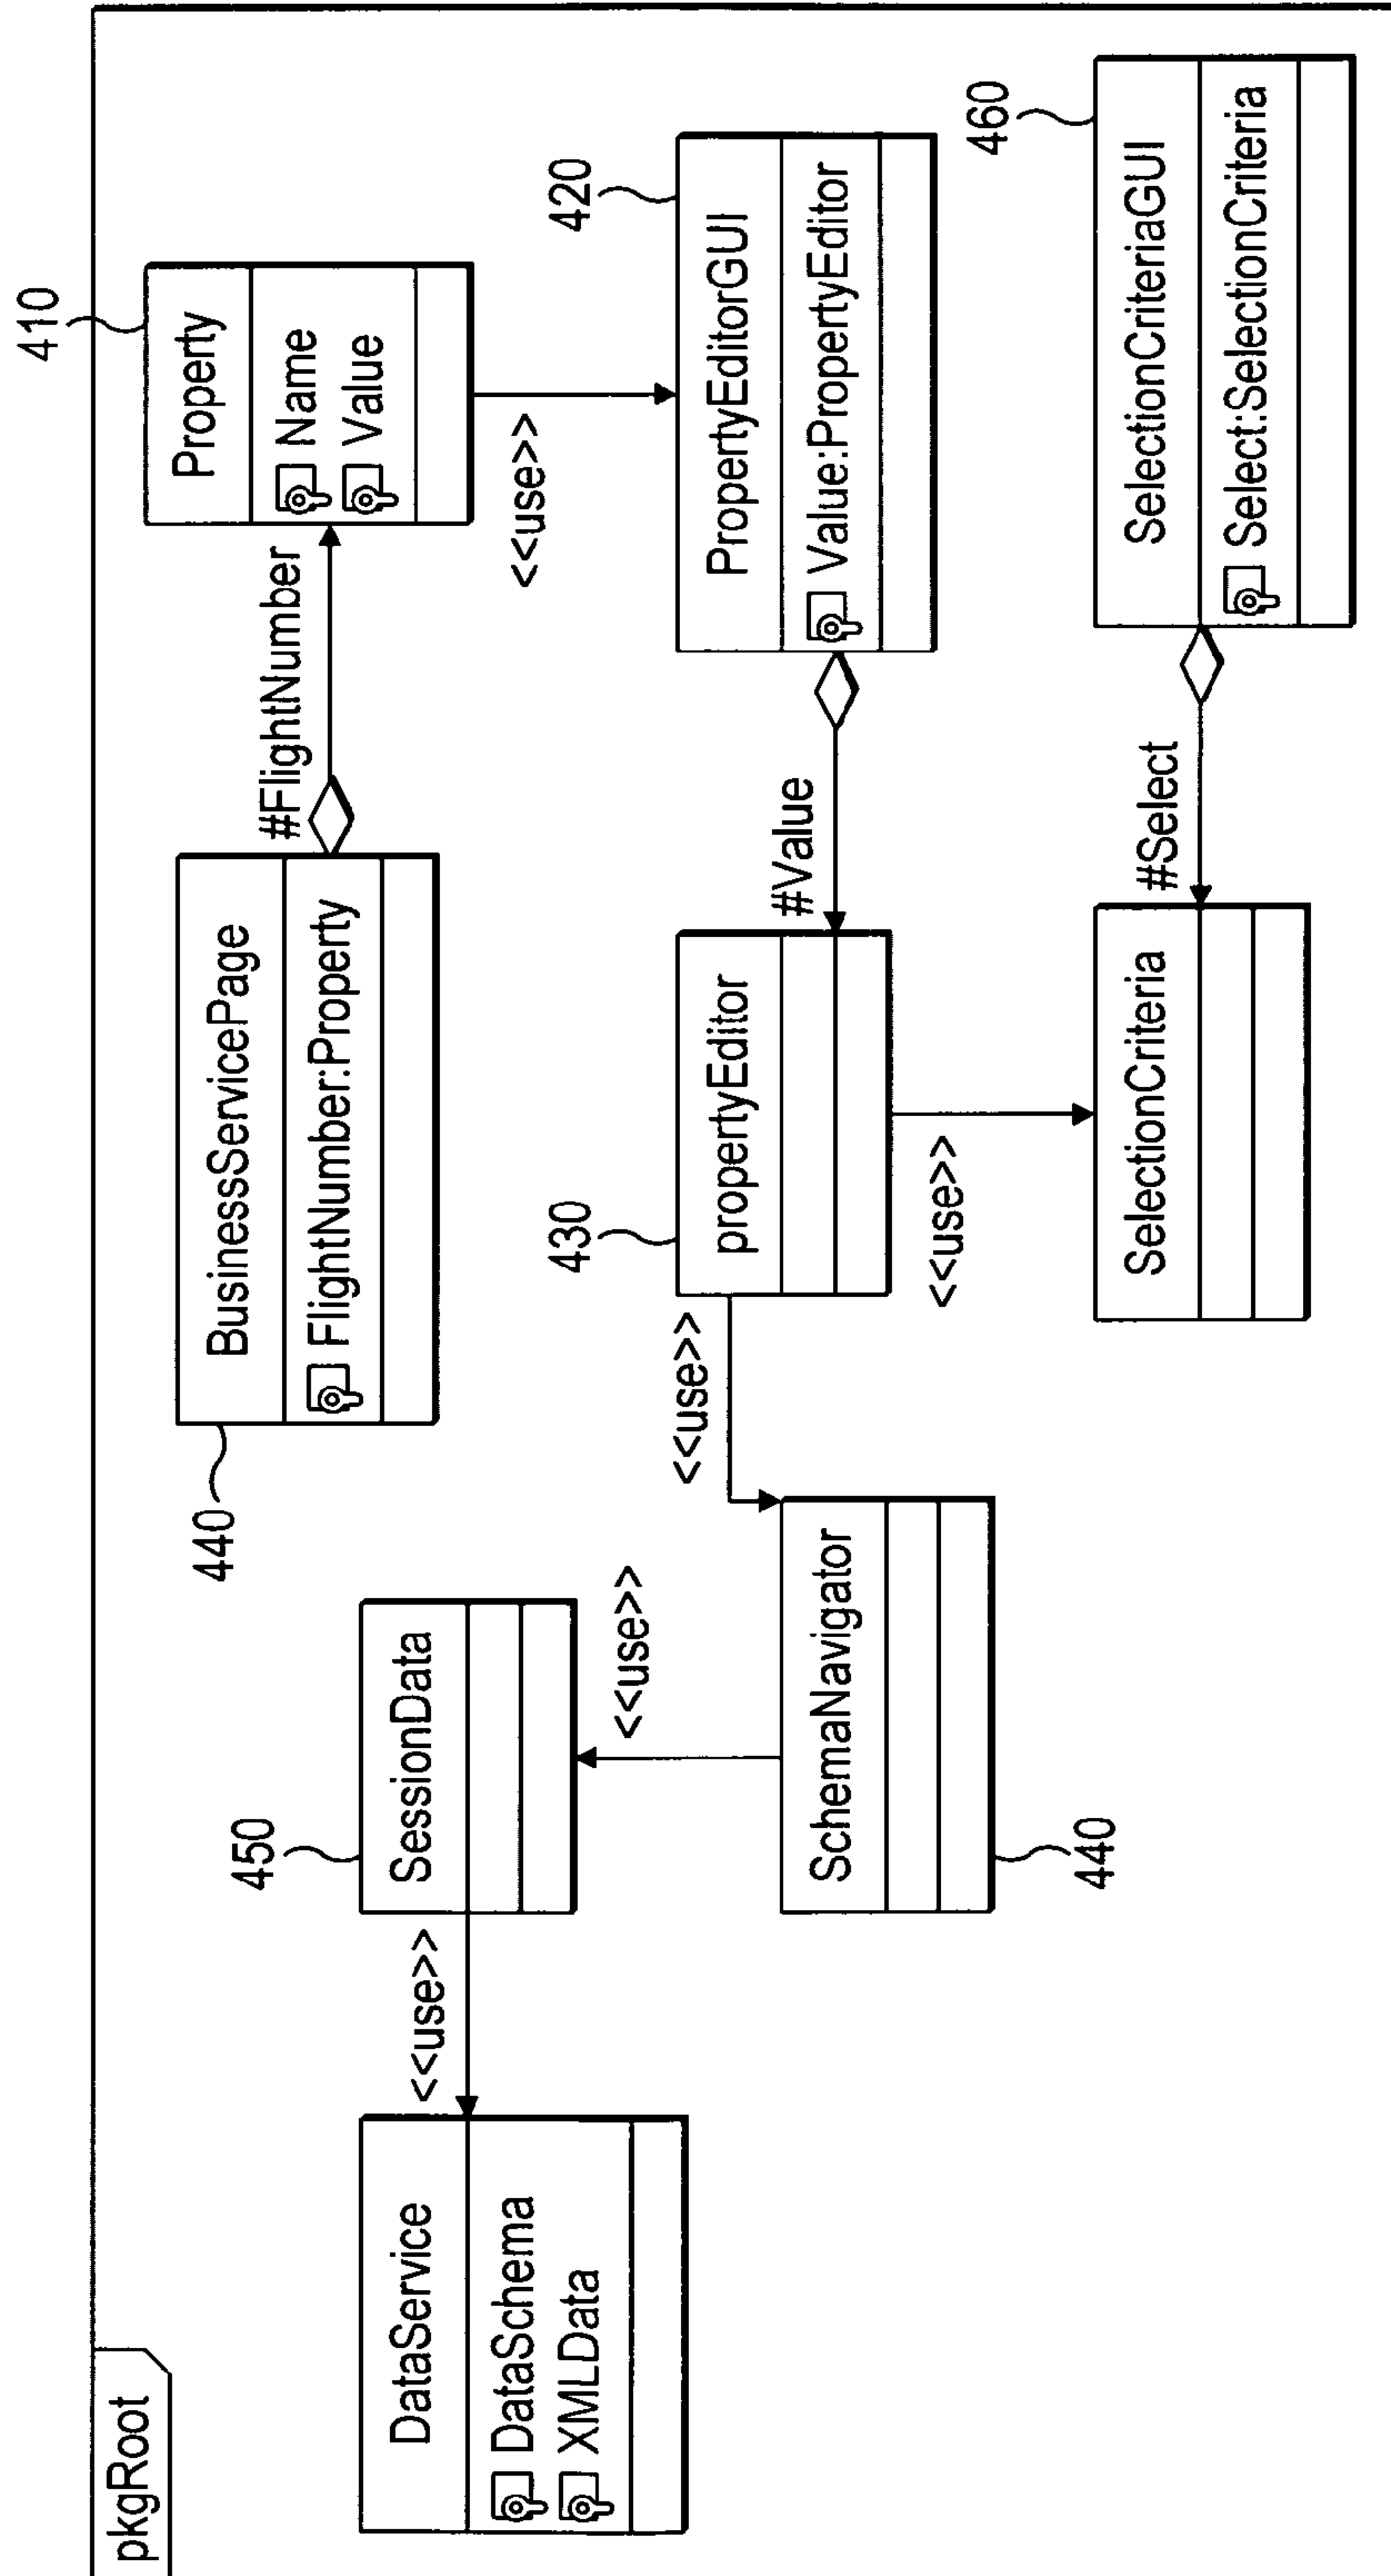 pkgRoot
410
440
BusinessServicePage
FlightNumber:Property
#FlightNumber
Property
Name
Value
<<use>>
450
DataService
DataSchema
XMLData
<<use>>
SessionData
<<use>>
<<use>>
430
propertyEditor
#Value
420
PropertyEditorGUI
Value:PropertyEditor
SchemaNavigator
440
<<use>>
460
SelectionCriteria
#Select
SelectionCriteriaGUI
Select:SelectionCriteria